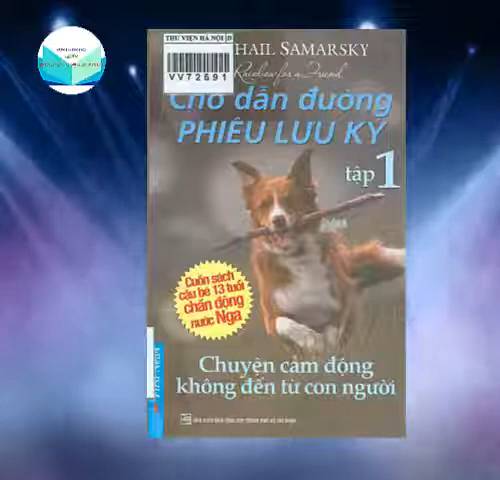 THƯ VIỆN HÀ NỘI
VV72691
HAIL SAMARSKY
Rainbow for a Friend
Chó dẫn đường
PHIÊU LƯU KÝ
tập 1
Cuốn sách
cậu bé 13 tuổi
chấn động
nước Nga
Chuyện cảm động
không đến từ con người